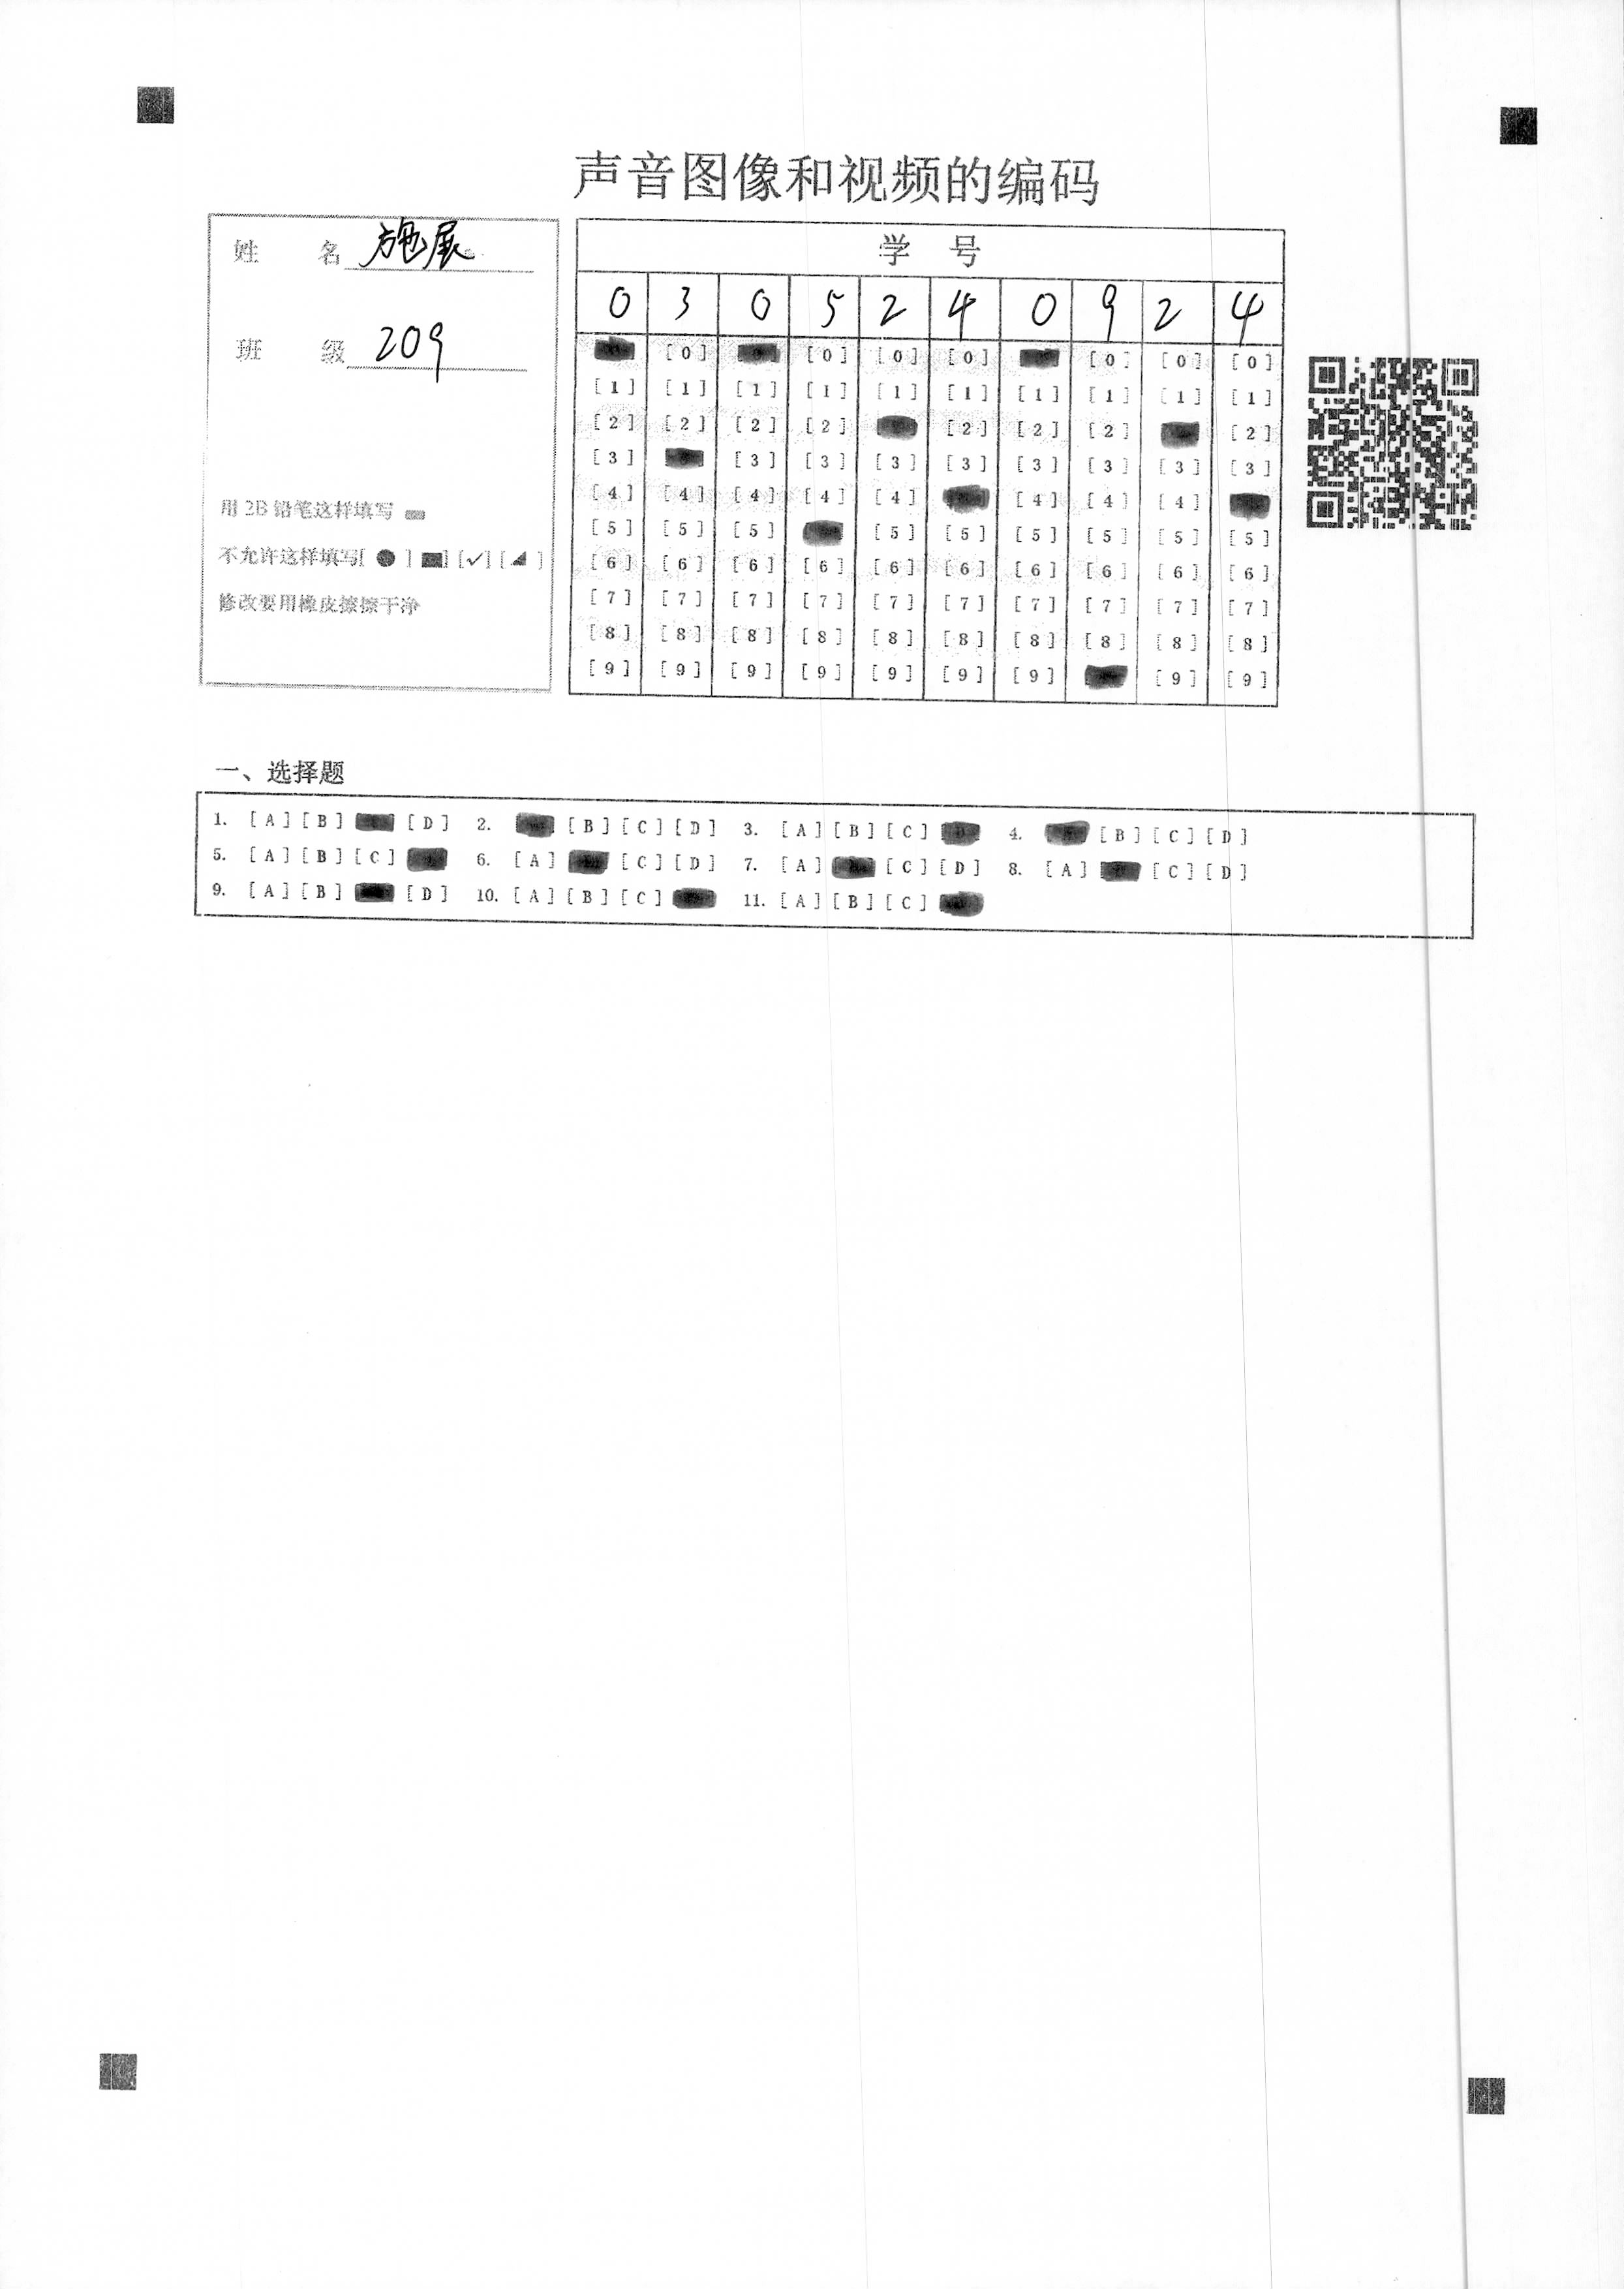 声音图像和视频的编码
姓 名 施展
班 级 209
用 2B 铅笔这样填写
不允许这样填写[ ● ] ■] [✓] [◢ ]
修改要用橡皮擦擦干净
学 号
0 3 0 5 2 4 0 9 2 4
[0] [0] [0] [0] [0] [0] [0]
[1] [1] [1] [1] [1] [1] [1] [1] [1] [1]
[2] [2] [2] [2] [2] [2] [2] [2]
[3] [3] [3] [3] [3] [3] [3] [3] [3]
[4] [4] [4] [4] [4] [4] [4] [4]
[5] [5] [5] [5] [5] [5] [5] [5] [5]
[6] [6] [6] [6] [6] [6] [6] [6] [6] [6]
[7] [7] [7] [7] [7] [7] [7] [7] [7] [7]
[8] [8] [8] [8] [8] [8] [8] [8] [8] [8]
[9] [9] [9] [9] [9] [9] [9] [9] [9]
一、选择题
1. [A] [B] [D] 2. [B] [C] [D] 3. [A] [B] [C] 4. [B] [C] [D]
5. [A] [B] [C] 6. [A] [C] [D] 7. [A] [C] [D] 8. [A] [C] [D]
9. [A] [B] [D] 10. [A] [B] [C] 11. [A] [B] [C]